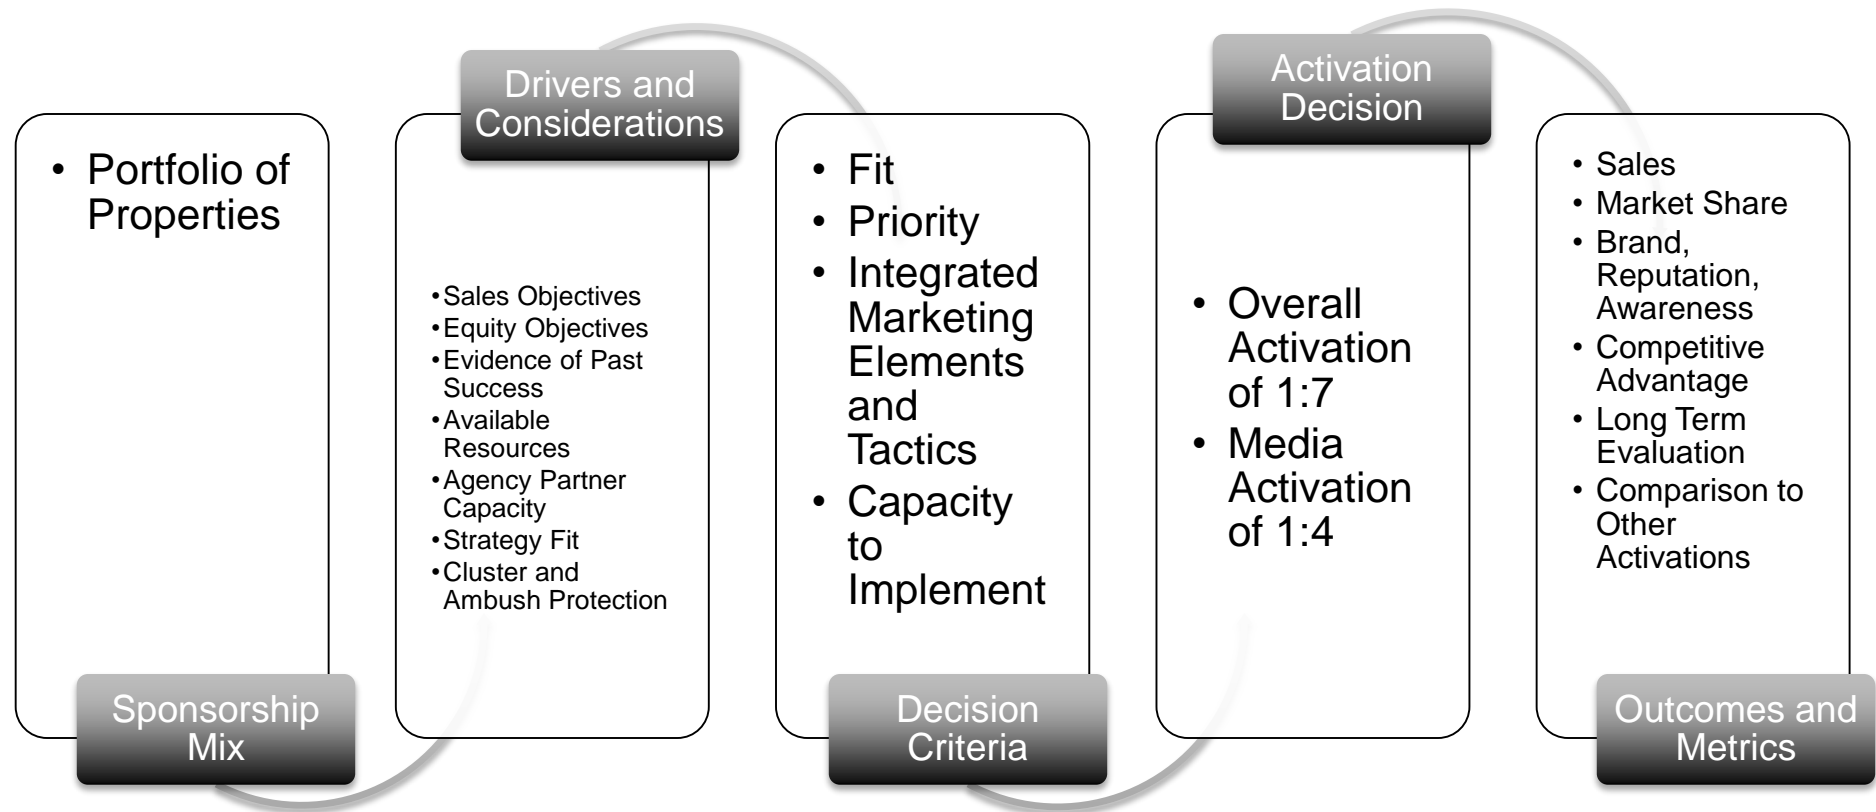 • Portfolio of
Properties
Sponsorship
Mix
Drivers and
Considerations
•Sales Objectives
•Equity Objectives
•Evidence of Past
Success
•Available
Resources
•Agency Partner
Capacity
•Strategy Fit
•Cluster and
Ambush Protection
• Fit
• Priority
• Integrated
Marketing
Elements
and
Tactics
• Capacity
to
Implement
Decision
Criteria
Activation
Decision
• Overall
Activation
of 1:7
• Media
Activation
of 1:4
• Sales
• Market Share
• Brand,
Reputation,
Awareness
• Competitive
Advantage
• Long Term
Evaluation
• Comparison to
Other
Activations
Outcomes and
Metrics